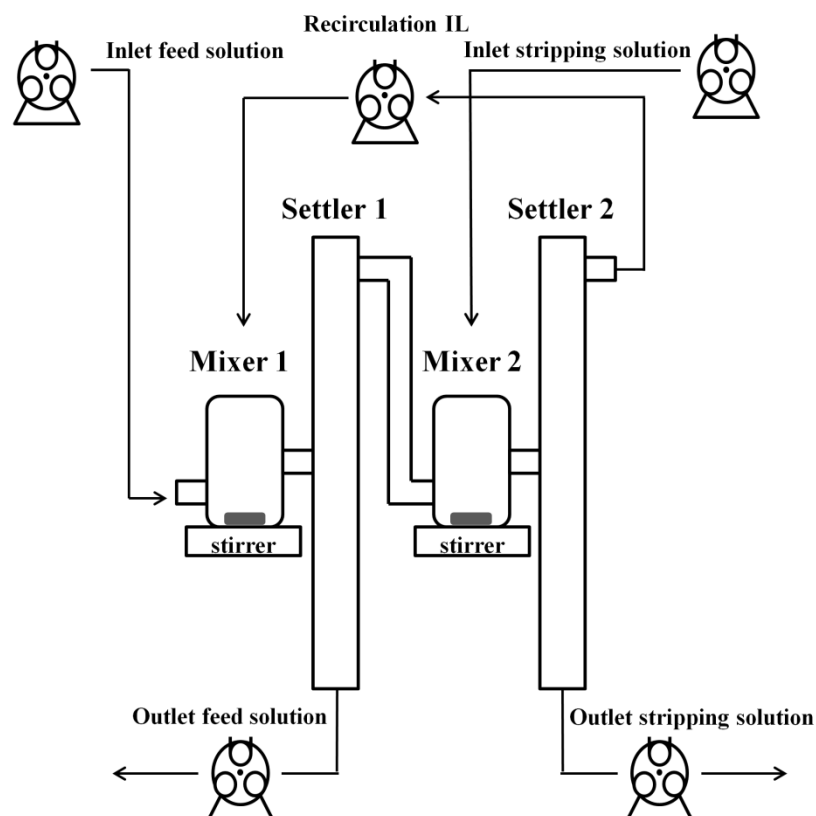 Recirculation IL
Inlet feed solution
Inlet stripping solution
Settler 1
Settler 2
Mixer 1
Mixer 2
stirrer
stirrer
Outlet feed solution
Outlet stripping solution